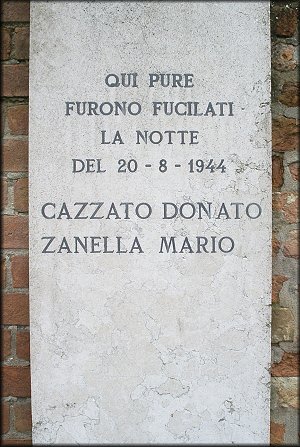 QUI PURE
FURONO FUCILATI
LA NOTTE
DEL 20-8-1944
CAZZATO DONATO
ZANELLA MARIO